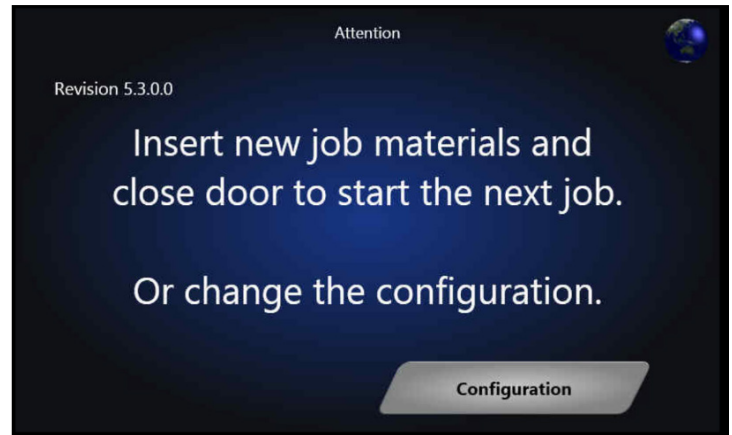 Attention
Revision 5.3.0.0
Insert new job materials and
close door to start the next job.
Or change the configuration.
Configuration